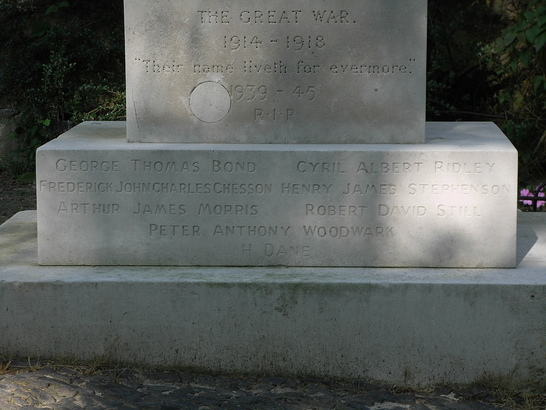 THE GREAT WAR.
1914 - 1918
"Their name liveth for evermore."
1939 - 45
R·I·P
GEORGE THOMAS BOND CYRIL ALBERT RIDLEY
FREDERICK JOHN CHARLES CHESSON HENRY JAMES STEPHENSON
ARTHUR JAMES MORRIS ROBERT DAVID STILL
PETER ANTHONY WOODWARK
H DANE